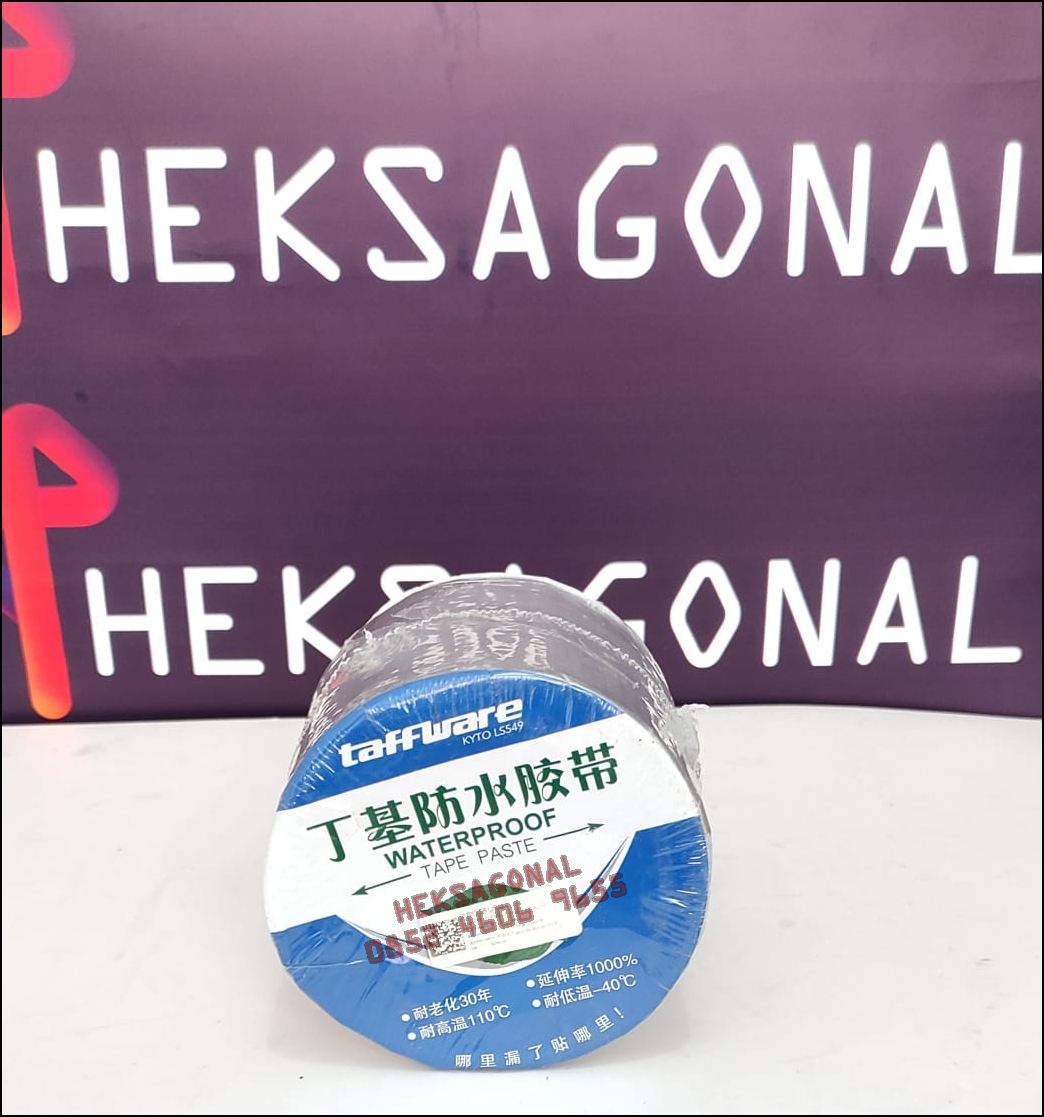 HEKSAGONAL
HEKSAGONAL
taffware
KYTO LS549
丁基防水胶带
WATERPROOF
TAPE PASTE
HEKSAGONAL
0852 4606 9655
•耐老化30年
•延伸率1000%
•耐高温110℃
•耐低温-40℃
哪里漏了贴哪里!